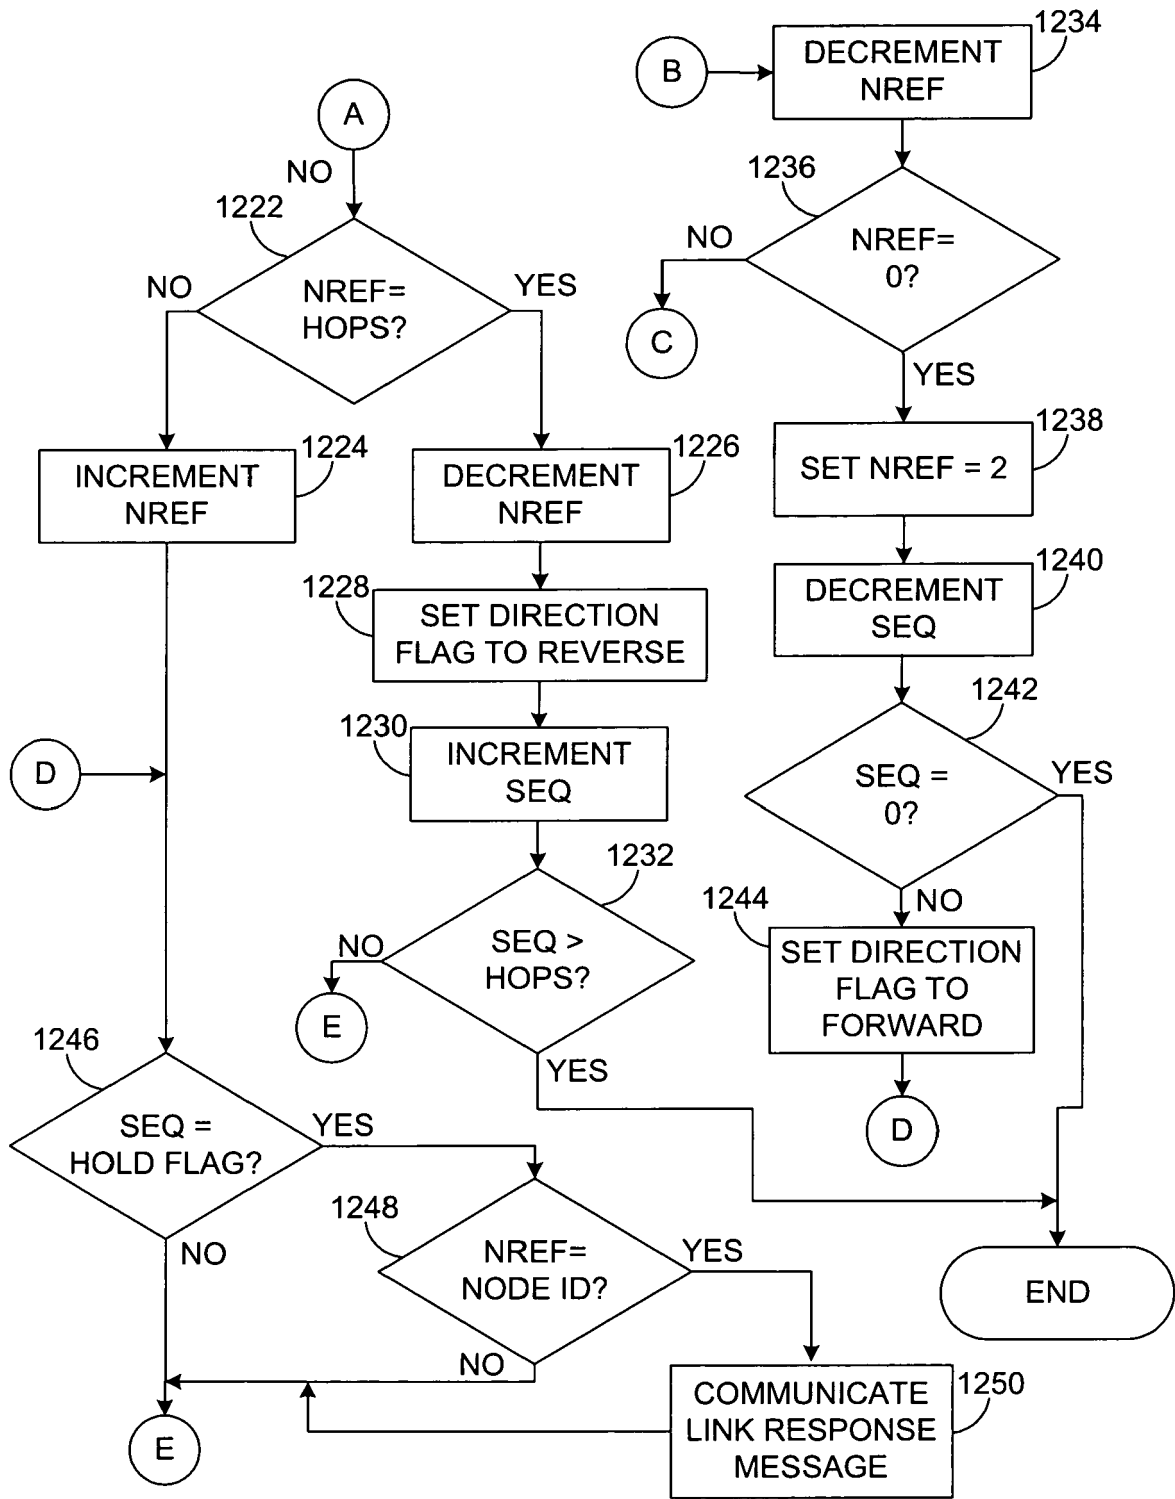 A
NO
1222
NREF=
HOPS?
NO
YES
1224
INCREMENT
NREF
1226
DECREMENT
NREF
1228
SET DIRECTION
FLAG TO REVERSE
1230
INCREMENT
SEQ
D
1232
SEQ >
HOPS?
NO
E
YES
1246
SEQ =
HOLD FLAG?
YES
NO
1248
NREF=
NODE ID?
YES
NO
E
1250
COMMUNICATE
LINK RESPONSE
MESSAGE
B
1234
DECREMENT
NREF
1236
NREF=
0?
NO
C
YES
1238
SET NREF = 2
1240
DECREMENT
SEQ
1242
SEQ =
0?
YES
NO
1244
SET DIRECTION
FLAG TO
FORWARD
D
END